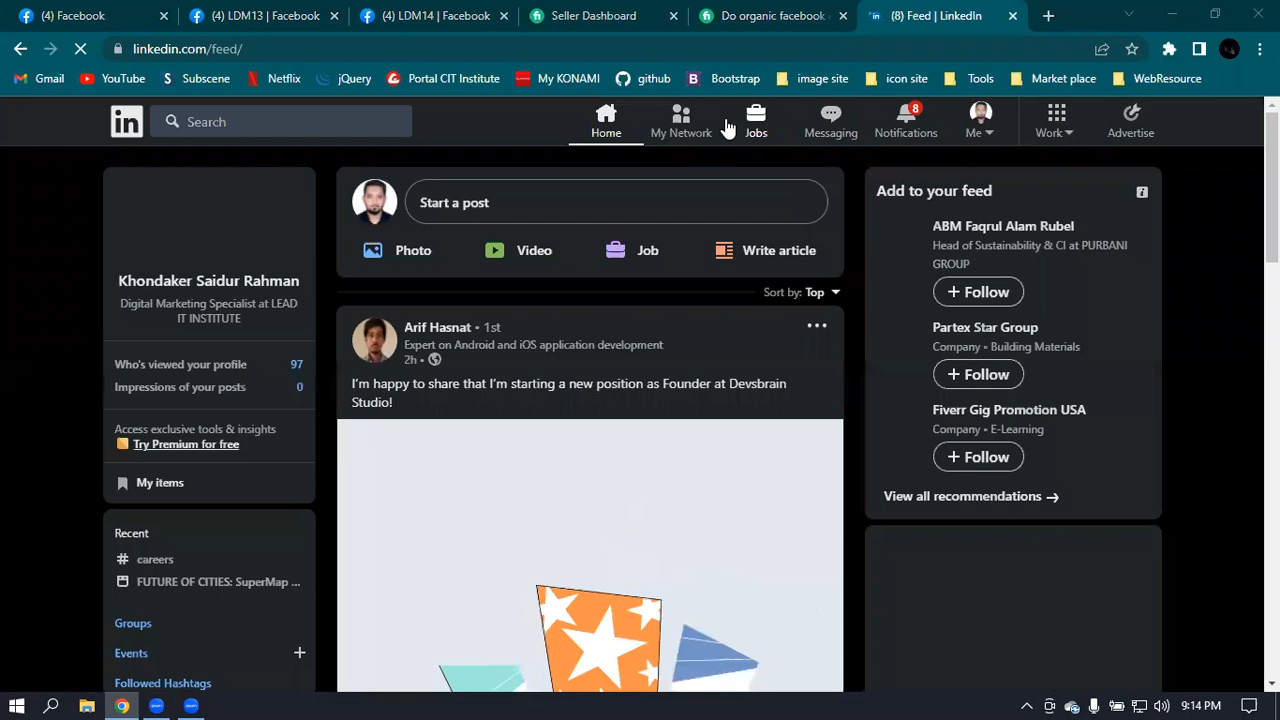 (4) Facebook
(4) LDM13 | Facebook
(4) LDM14 | Facebook
Seller Dashboard
Do organic facebook
(8) Feed | LinkedIn
linkedin.com/feed/
Gmail
YouTube
Subscene
Netflix
jQuery
Portal CIT Institute
My KONAMI
github
Bootstrap
image site
icon site
Tools
Market place
WebResource
in
Search
Home
My Network
Jobs
Messaging
8
Notifications
Me
Work
Advertise
Khondaker Saidur Rahman
Digital Marketing Specialist at LEAD
IT INSTITUTE
Who's viewed your profile 97
Impressions of your posts 0
Access exclusive tools & insights
Try Premium for free
My items
Recent
# careers
FUTURE OF CITIES: SuperMap ...
Groups
Events +
Followed Hashtags
Start a post
Photo
Video
Job
Write article
Sort by: Top
Arif Hasnat • 1st
Expert on Android and iOS application development
2h •
I'm happy to share that I'm starting a new position as Founder at Devsbrain
Studio!
Add to your feed
ABM Faqrul Alam Rubel
Head of Sustainability & CI at PURBANI
GROUP
+ Follow
Partex Star Group
Company • Building Materials
+ Follow
Fiverr Gig Promotion USA
Company • E-Learning
+ Follow
View all recommendations →
9:14 PM